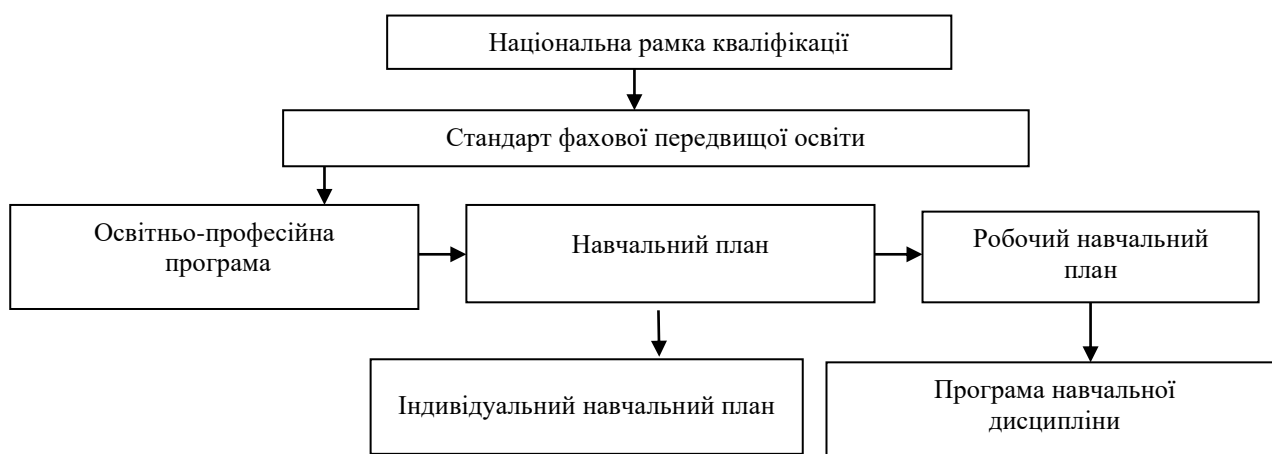 Національна рамка кваліфікації
Стандарт фахової передвищої освіти
Освітньо-професійна
програма
Навчальний план
Робочий навчальний
план
Індивідуальний навчальний план
Програма навчальної
дисципліни